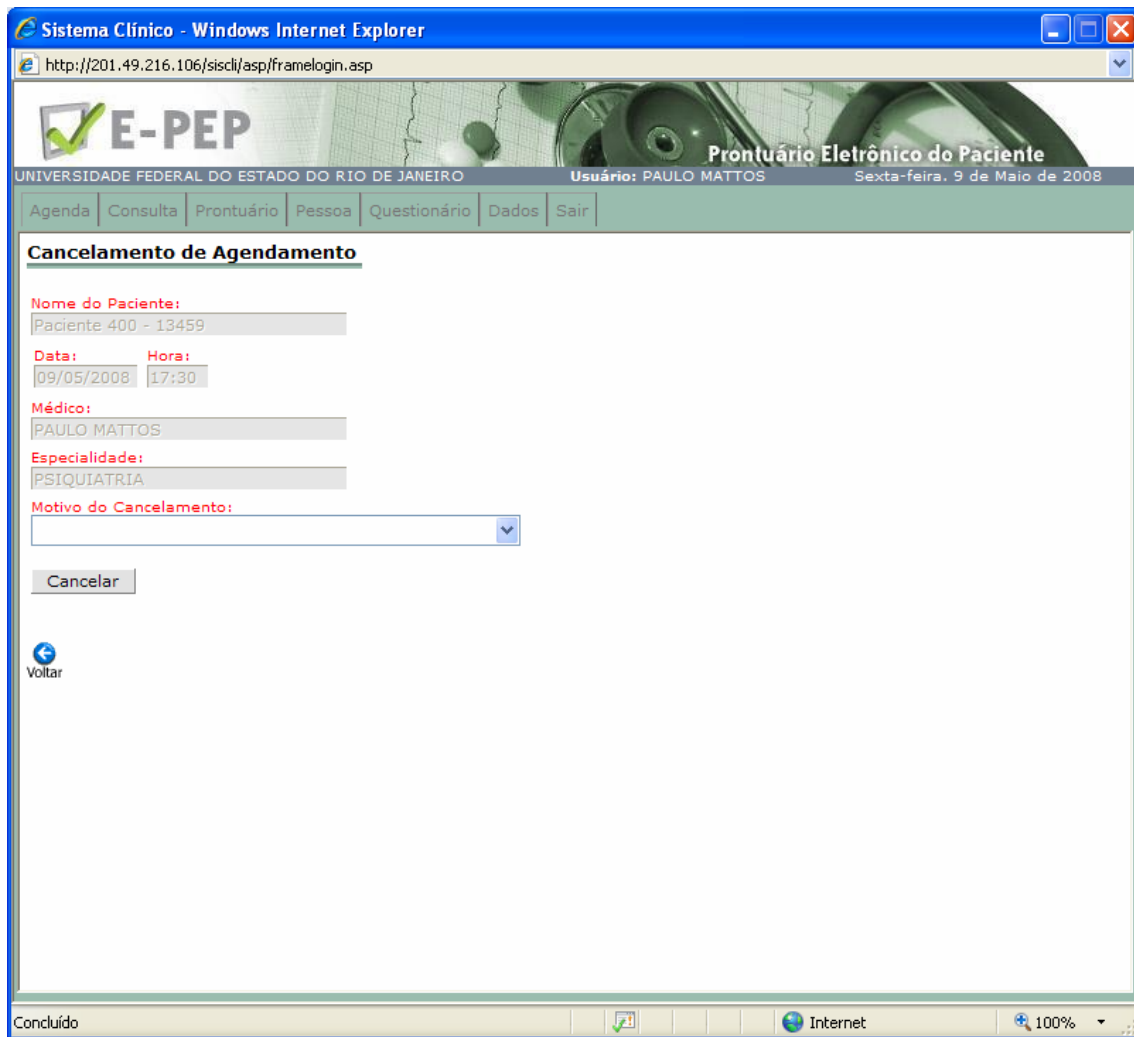 Sistema Clínico - Windows Internet Explorer
http://201.49.216.106/siscli/asp/framelogin.asp
E-PEP
Prontuário Eletrônico do Paciente
UNIVERSIDADE FEDERAL DO ESTADO DO RIO DE JANEIRO Usuário: PAULO MATTOS Sexta-feira. 9 de Maio de 2008
Agenda Consulta Prontuário Pessoa Questionário Dados Sair
Cancelamento de Agendamento
Nome do Paciente:
Paciente 400 - 13459
Data: Hora:
09/05/2008 17:30
Médico:
PAULO MATTOS
Especialidade:
PSIQUIATRIA
Motivo do Cancelamento:
Cancelar
Voltar
Concluído Internet 100%